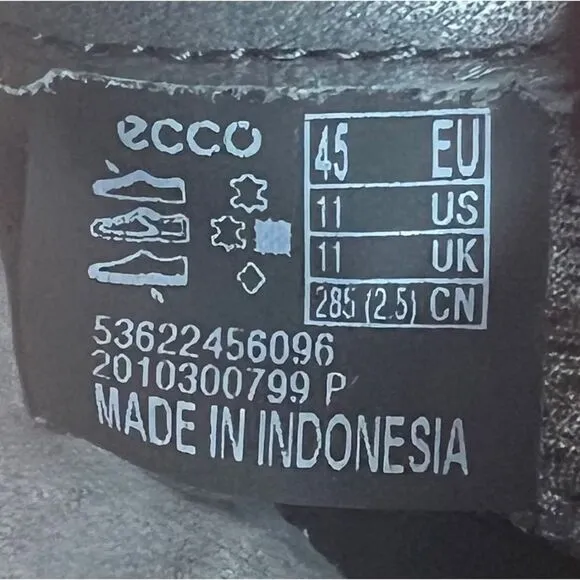 ecco
45 EU
11 US
11 UK
285 (2.5) CN
53622456096
2010300799 P
MADE IN INDONESIA